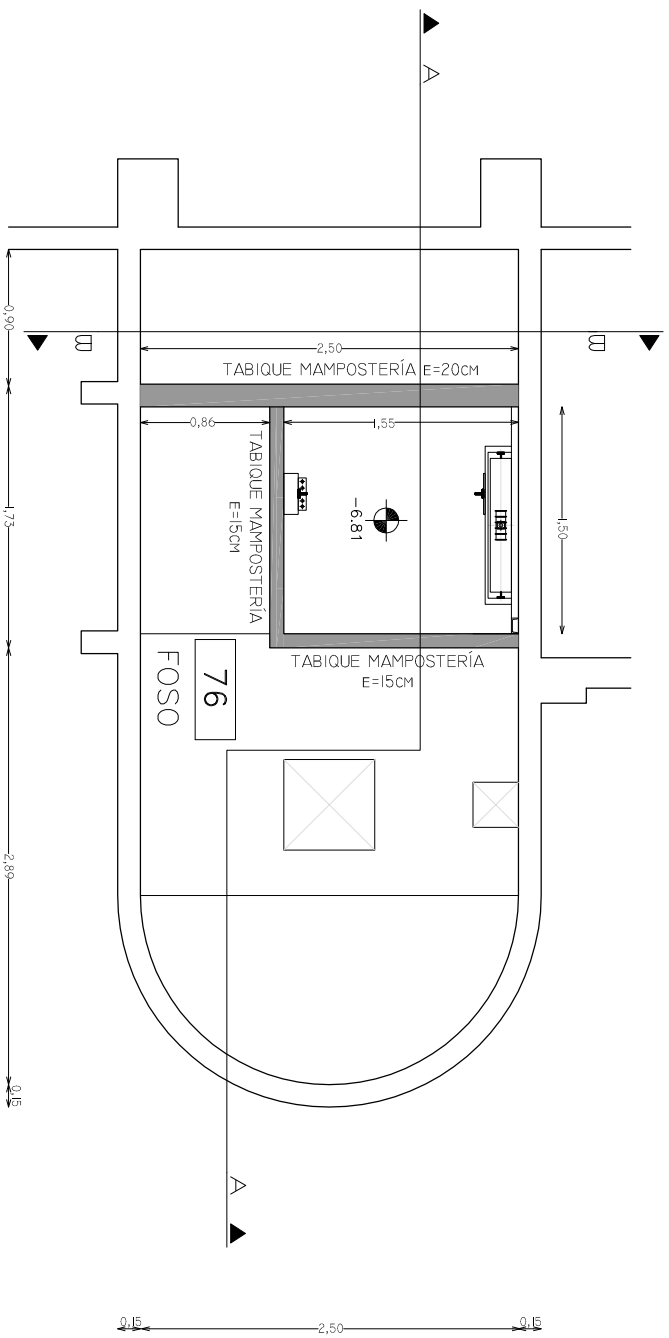 A
0,90
B
B
2,50
TABIQUE MAMPOSTERÍA E=20CM
0,86
1,55
1,50
TABIQUE MAMPOSTERÍA
E=15CM
-6.81
1,73
TABIQUE MAMPOSTERÍA
E=15CM
76
FOSO
2,89
0,15
A
0,15
2,50
0,15